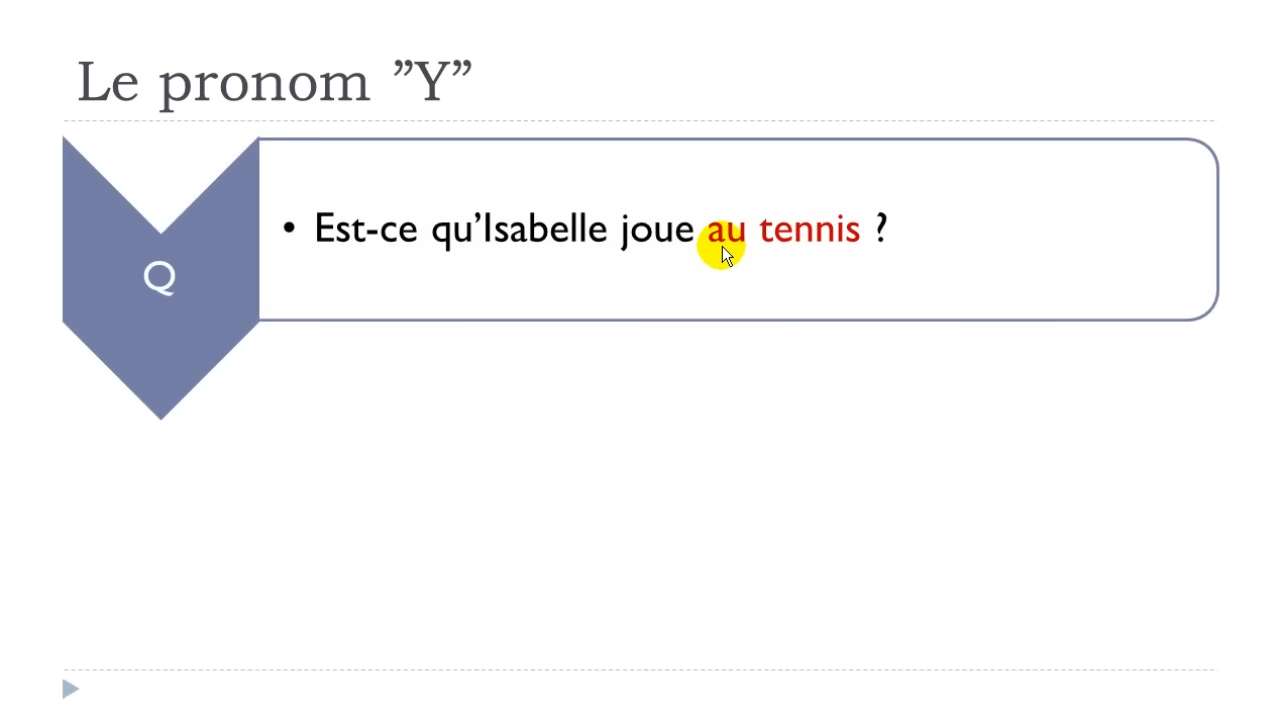 Le pronom ”Y”
Q
• Est-ce qu’Isabelle joue au tennis ?